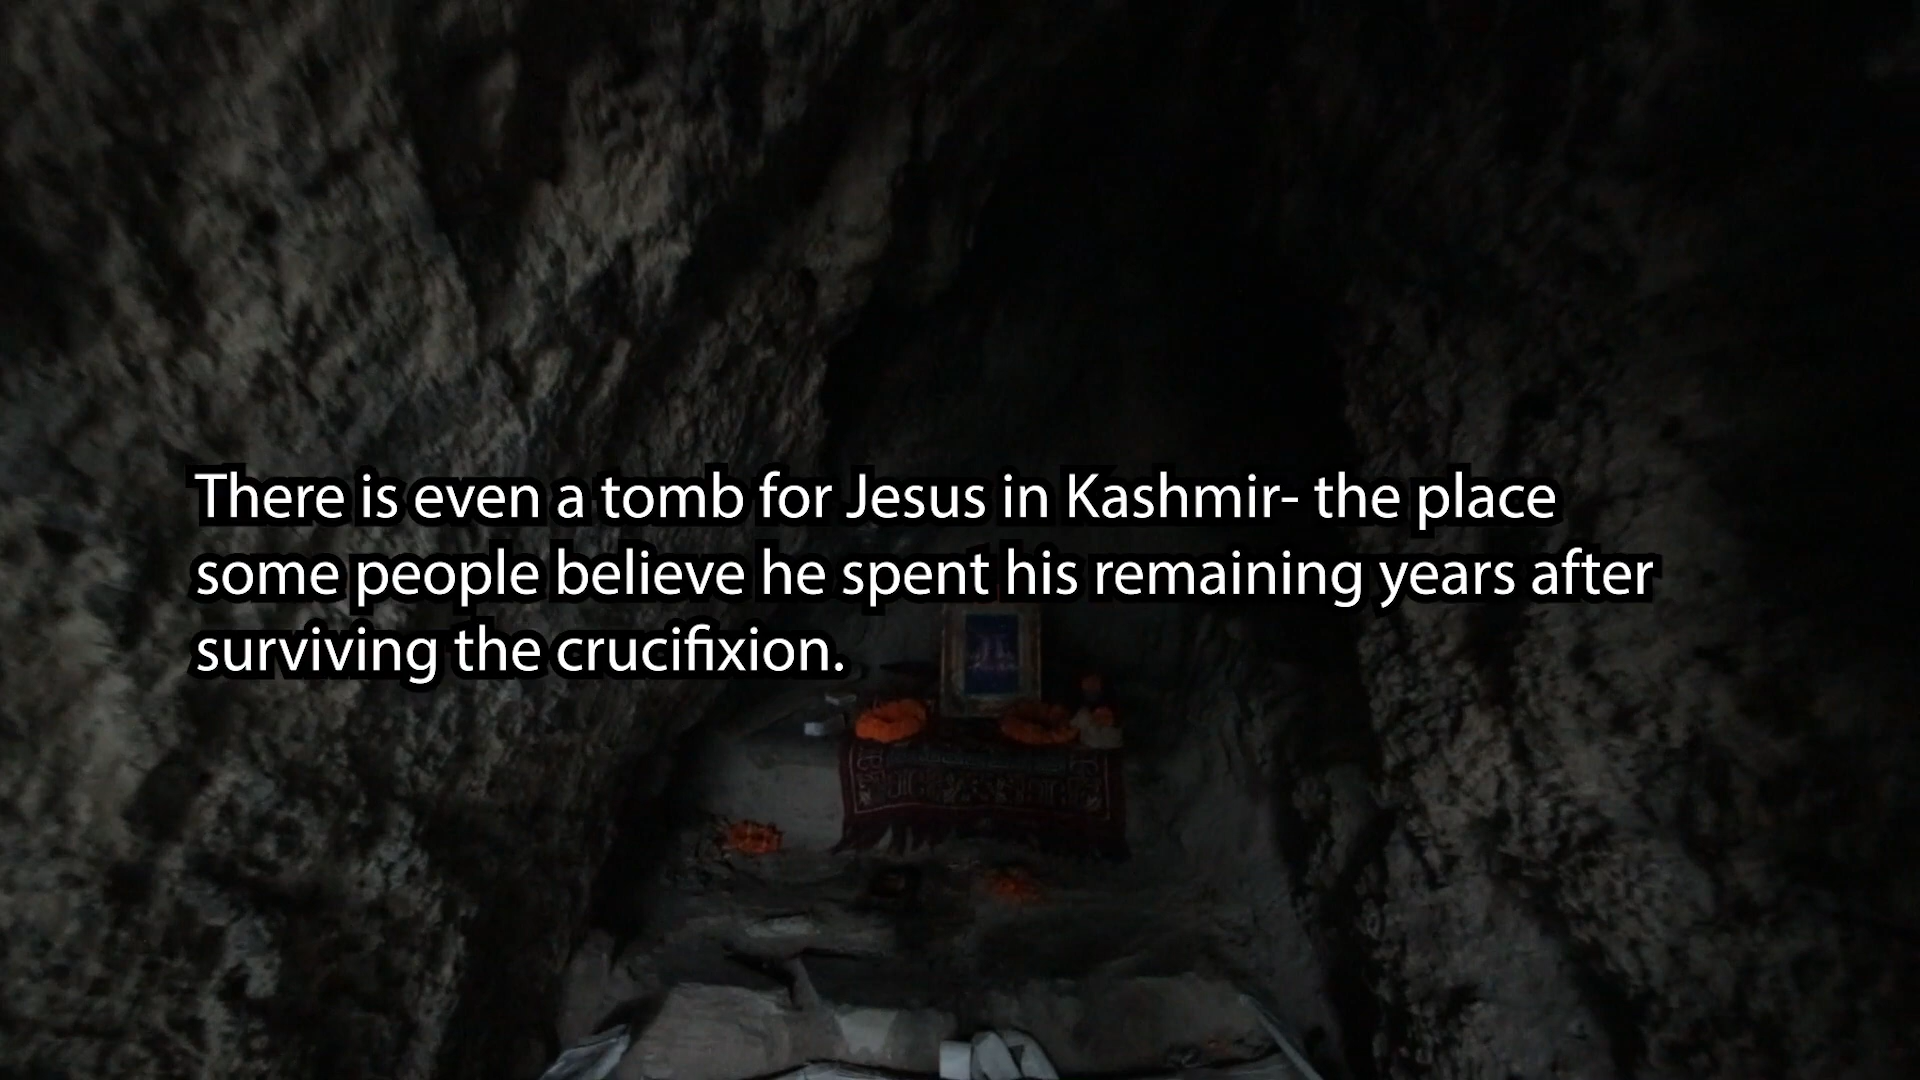 There is even a tomb for Jesus in Kashmir- the place
some people believe he spent his remaining years after
surviving the crucifixion.